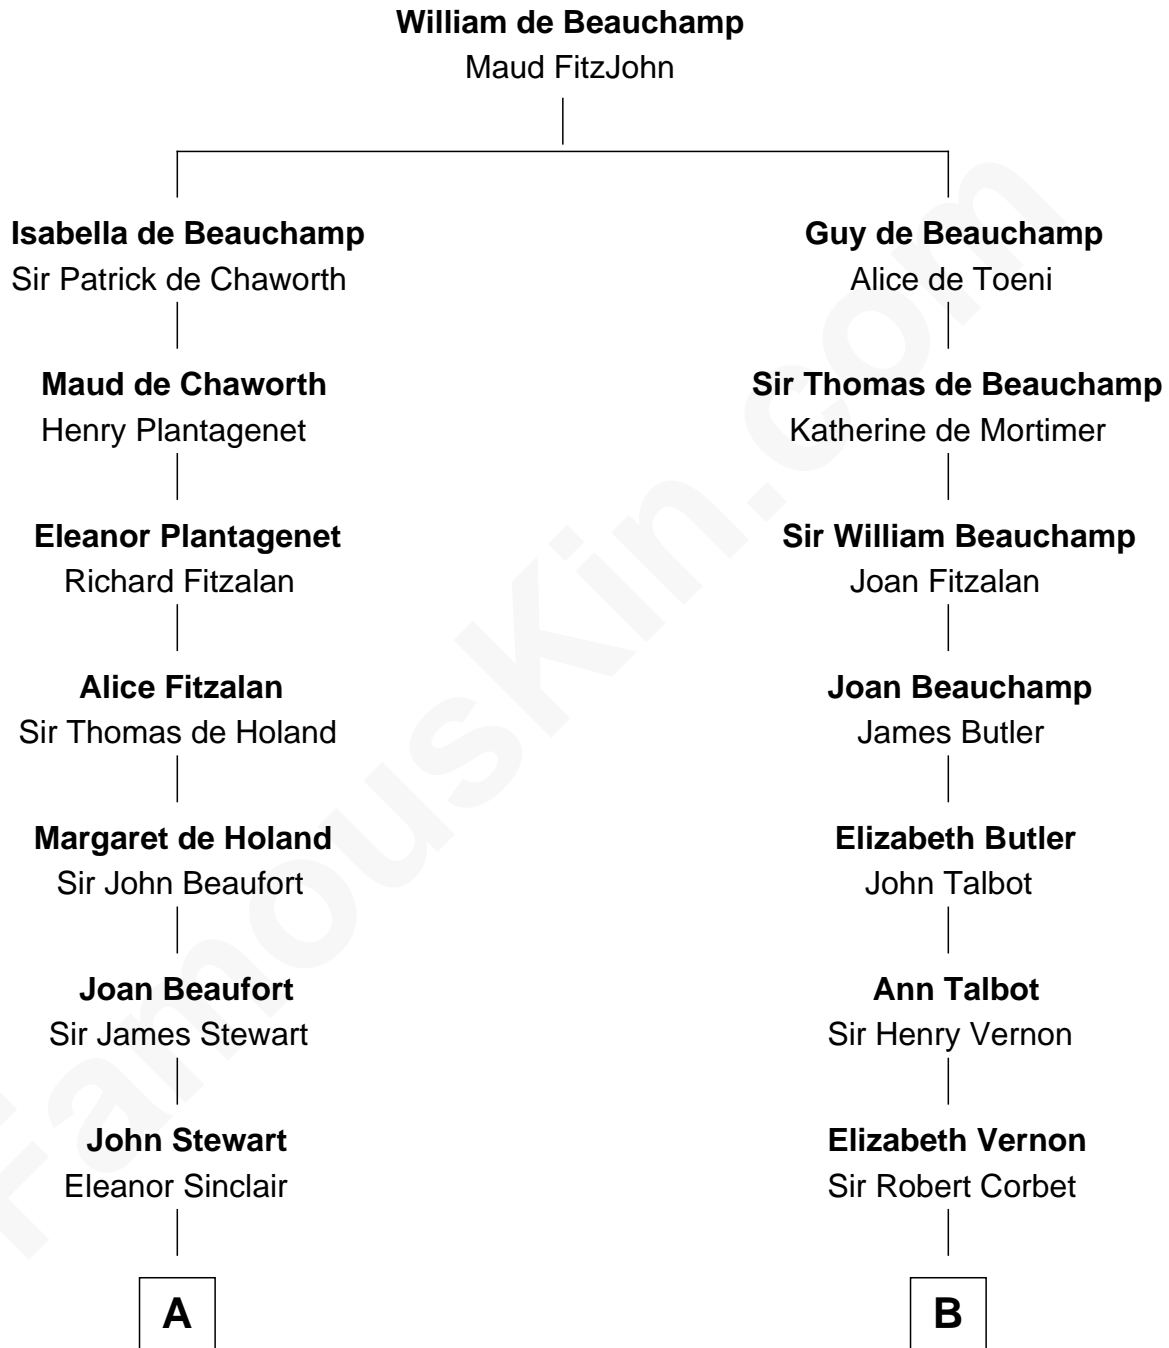 William de Beauchamp
Maud FitzJohn
Isabella de Beauchamp
Sir Patrick de Chaworth
Guy de Beauchamp
Alice de Toeni
Maud de Chaworth
Henry Plantagenet
Sir Thomas de Beauchamp
Katherine de Mortimer
Eleanor Plantagenet
Richard Fitzalan
Sir William Beauchamp
Joan Fitzalan
Alice Fitzalan
Sir Thomas de Holand
Joan Beauchamp
James Butler
Margaret de Holand
Sir John Beaufort
Elizabeth Butler
John Talbot
Joan Beaufort
Sir James Stewart
Ann Talbot
Sir Henry Vernon
John Stewart
Eleanor Sinclair
Elizabeth Vernon
Sir Robert Corbet
A
B
FamousKin.com